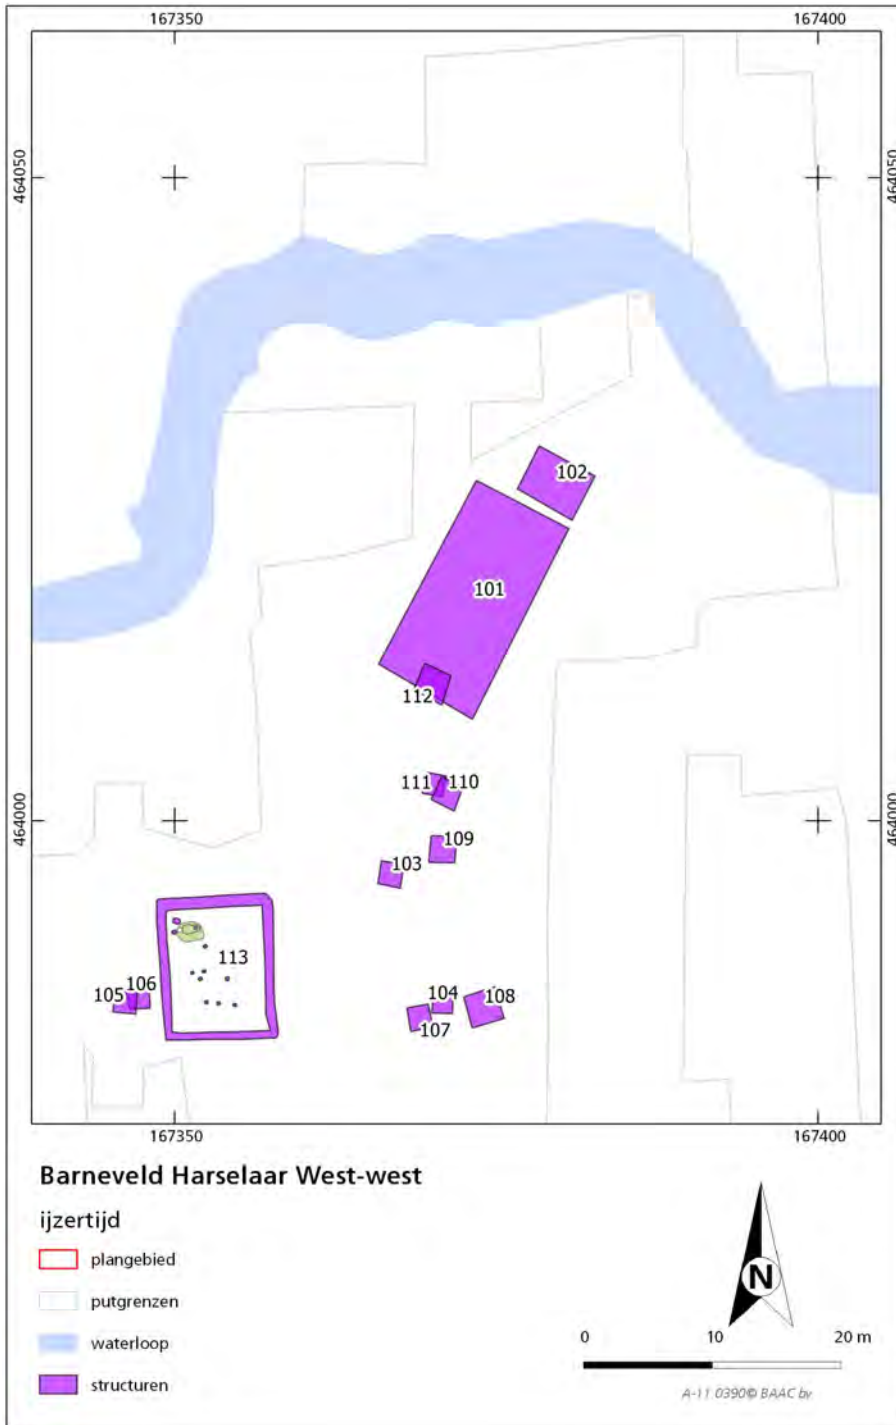 167350 167400
464050 464050
102
101
112
111 110
109
103
464000 464000
113
106
105
104 108
107
167350 167400
Barneveld Harselaar West-west
ijzertijd
plangebied
putgrenzen
waterloop
structuren
N
0 10 20 m
A-11 0390© BAAC bv